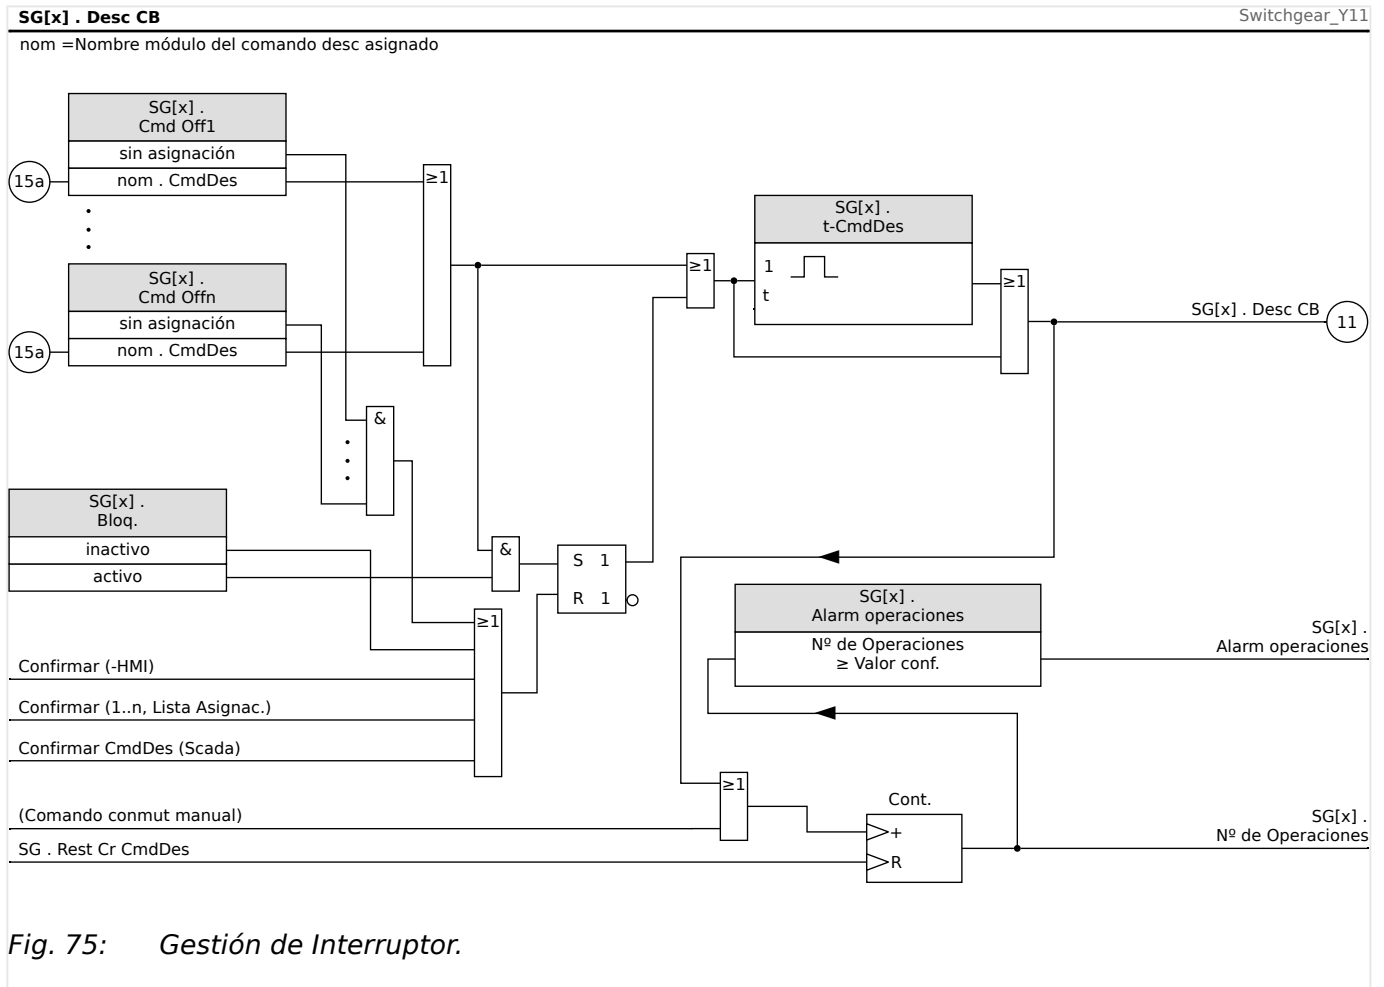 SG[x] . Desc CB
Switchgear_Y11
nom =Nombre módulo del comando desc asignado
SG[x] .
Cmd Off1
sin asignación
15a
nom . CmdDes
≥1
SG[x] .
t-CmdDes
1
t
SG[x] .
Cmd Offn
sin asignación
15a
nom . CmdDes
≥1
≥1
SG[x] . Desc CB
11
&
SG[x] .
Bloq.
inactivo
activo
&
S 1
R 1
≥1
SG[x] .
Alarm operaciones
Nº de Operaciones
≥ Valor conf.
SG[x] .
Alarm operaciones
Confirmar (-HMI)
Confirmar (1..n, Lista Asignac.)
Confirmar CmdDes (Scada)
≥1
(Comando conmut manual)
SG . Rest Cr CmdDes
Cont.
+
R
SG[x] .
Nº de Operaciones
Fig. 75: Gestión de Interruptor.